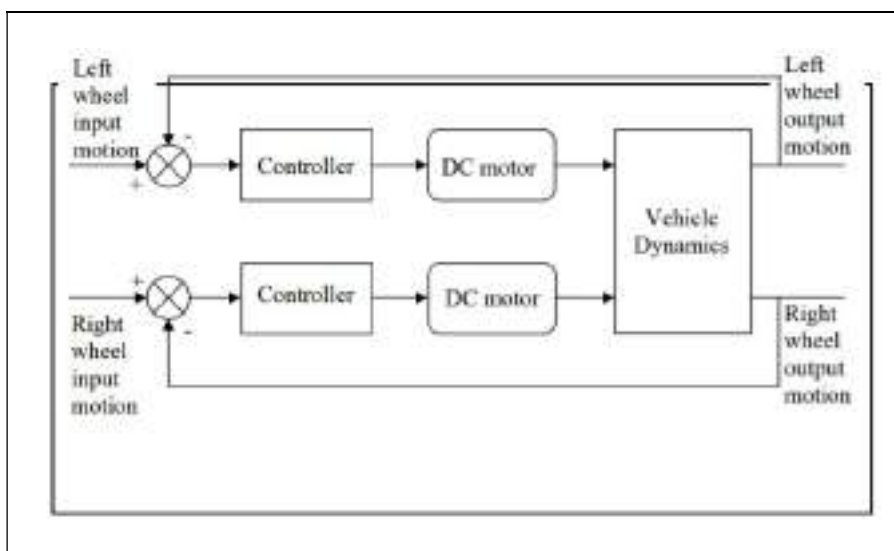 Left
wheel
input
motion
-
+
Controller
DC motor
Vehicle
Dynamics
Left
wheel
output
motion
+
-
Controller
DC motor
Right
wheel
input
motion
Right
wheel
output
motion